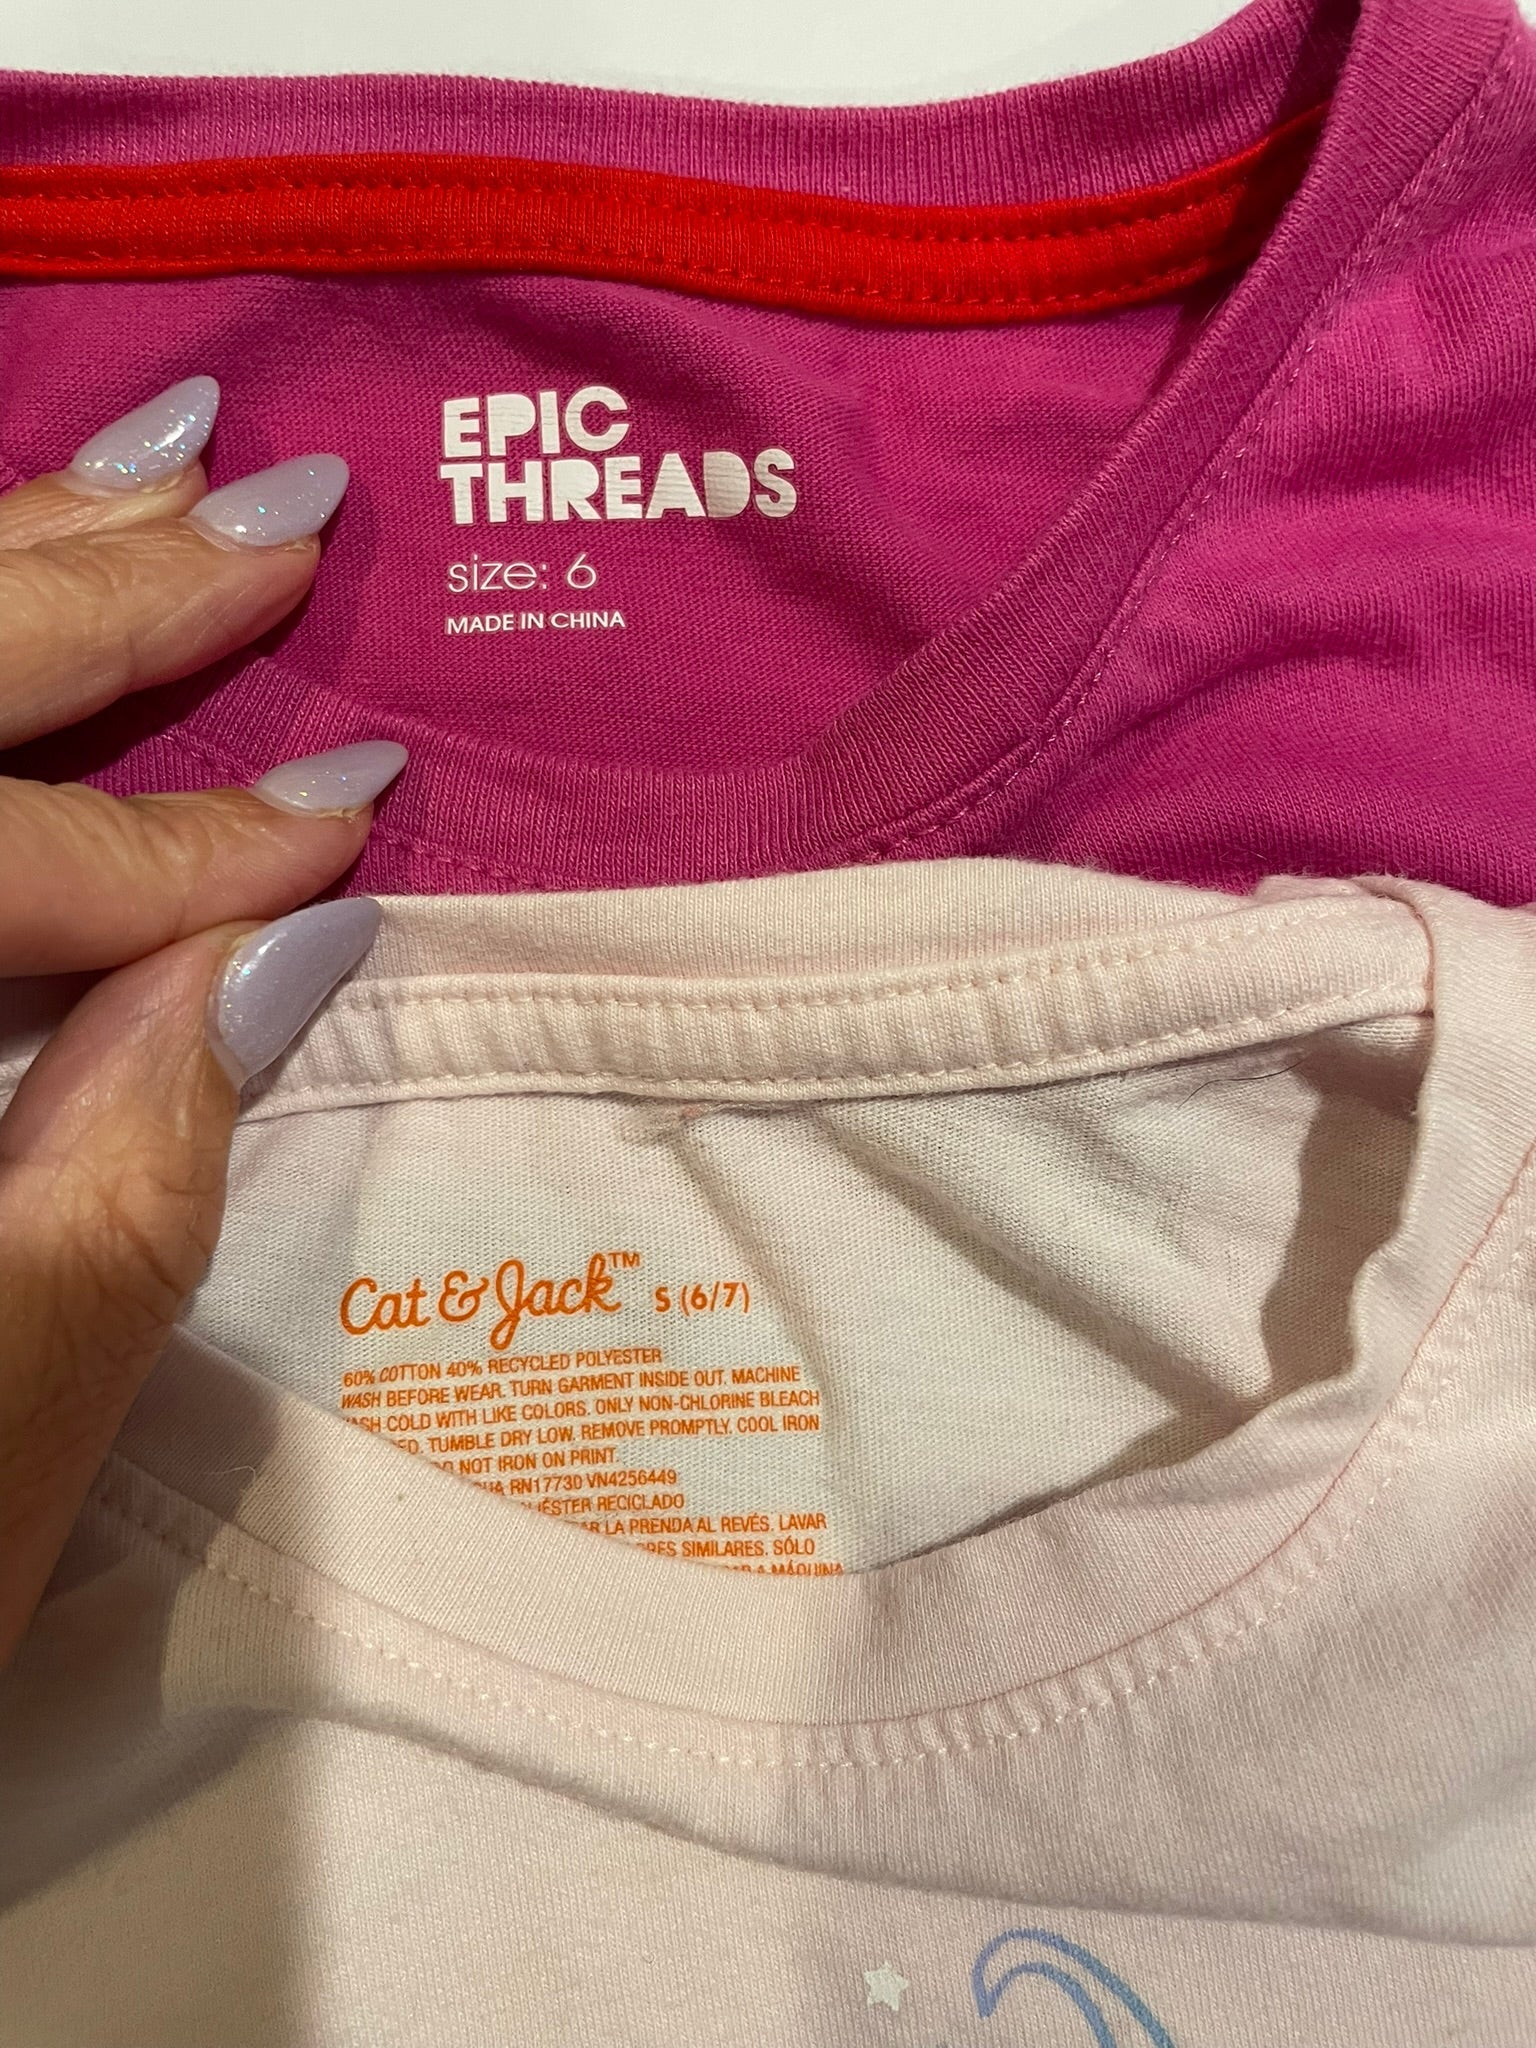 EPIC
THREADS
size: 6
MADE IN CHINA
Cat & Jack™ S (6/7)
60% COTTON 40% RECYCLED POLYESTER
WASH BEFORE WEAR. TURN GARMENT INSIDE OUT. MACHINE
WASH COLD WITH LIKE COLORS. ONLY NON-CHLORINE BLEACH
TUMBLE DRY LOW. REMOVE PROMPTLY. COOL IRON
NOT IRON ON PRINT.
RN17730 VN4256449
RECICLADO
LA PRENDA AL REVÉS. LAVAR
SIMILARES. SÓLO
A MÁQUINA